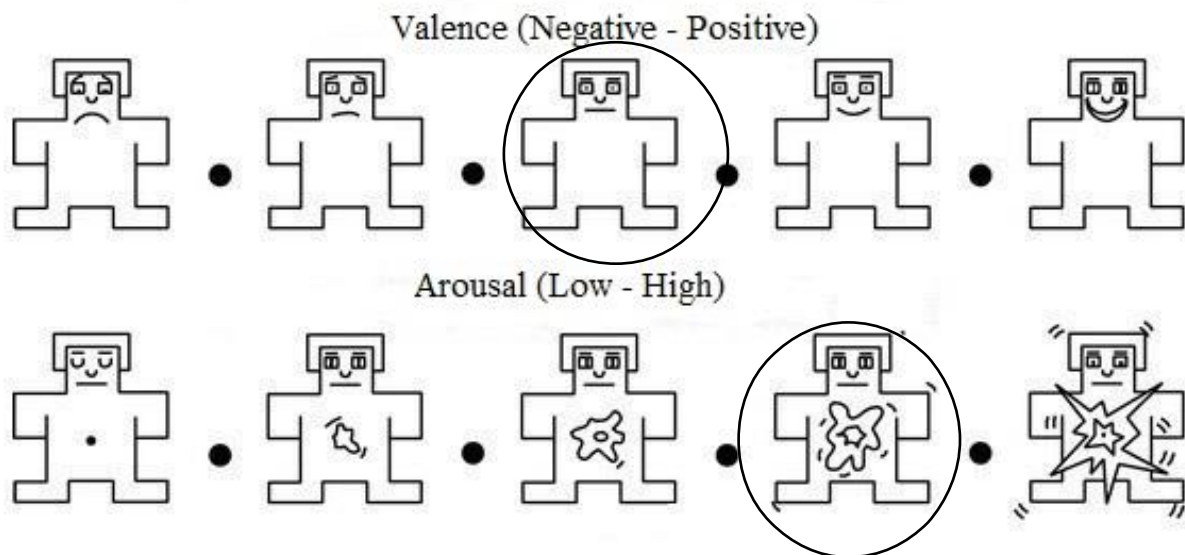 Valence (Negative - Positive)
Arousal (Low - High)